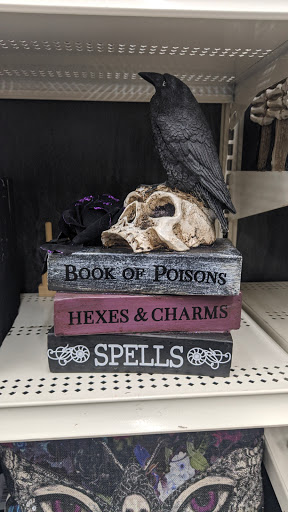 BOOK OF POISONS
HEXES & CHARMS
SPELLS